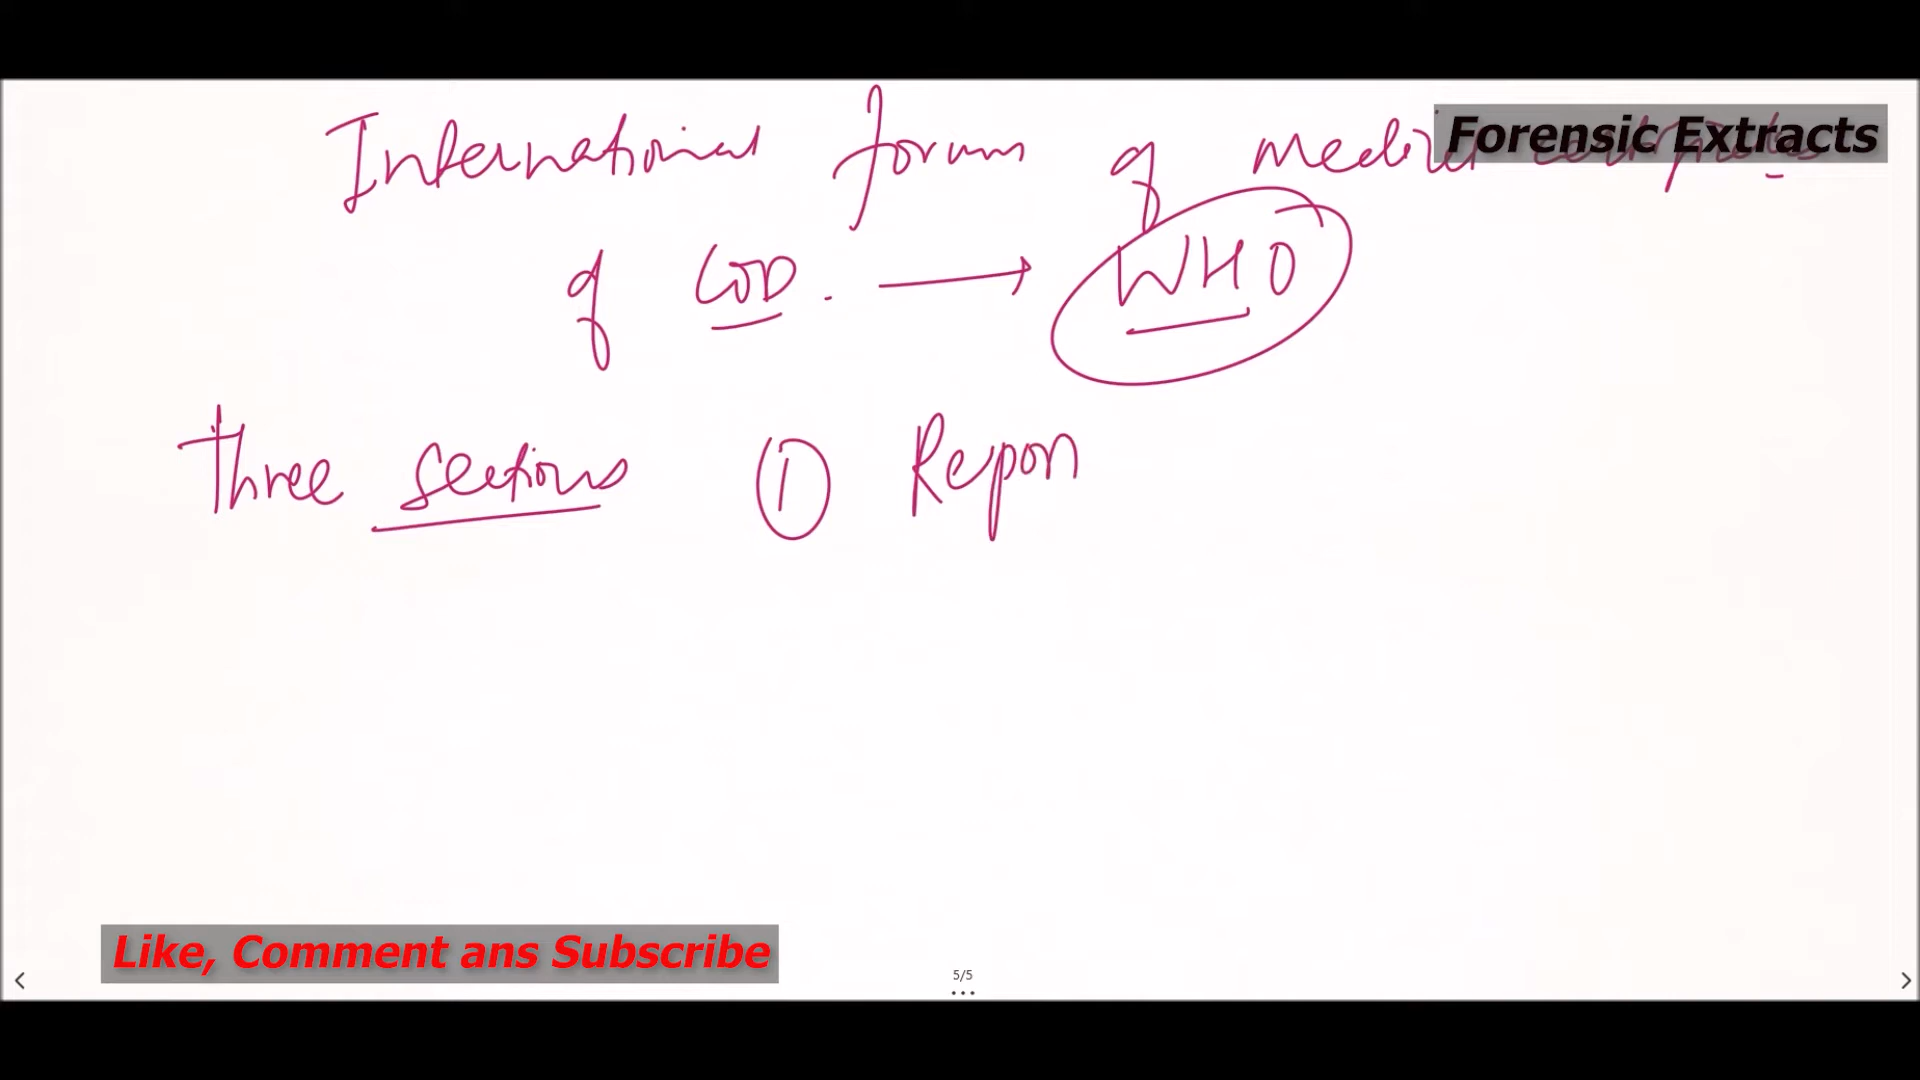 International forum of medical
Forensic Extracts
of COD. → WHO
Three sections ① Repon
Like, Comment ans Subscribe
5/5